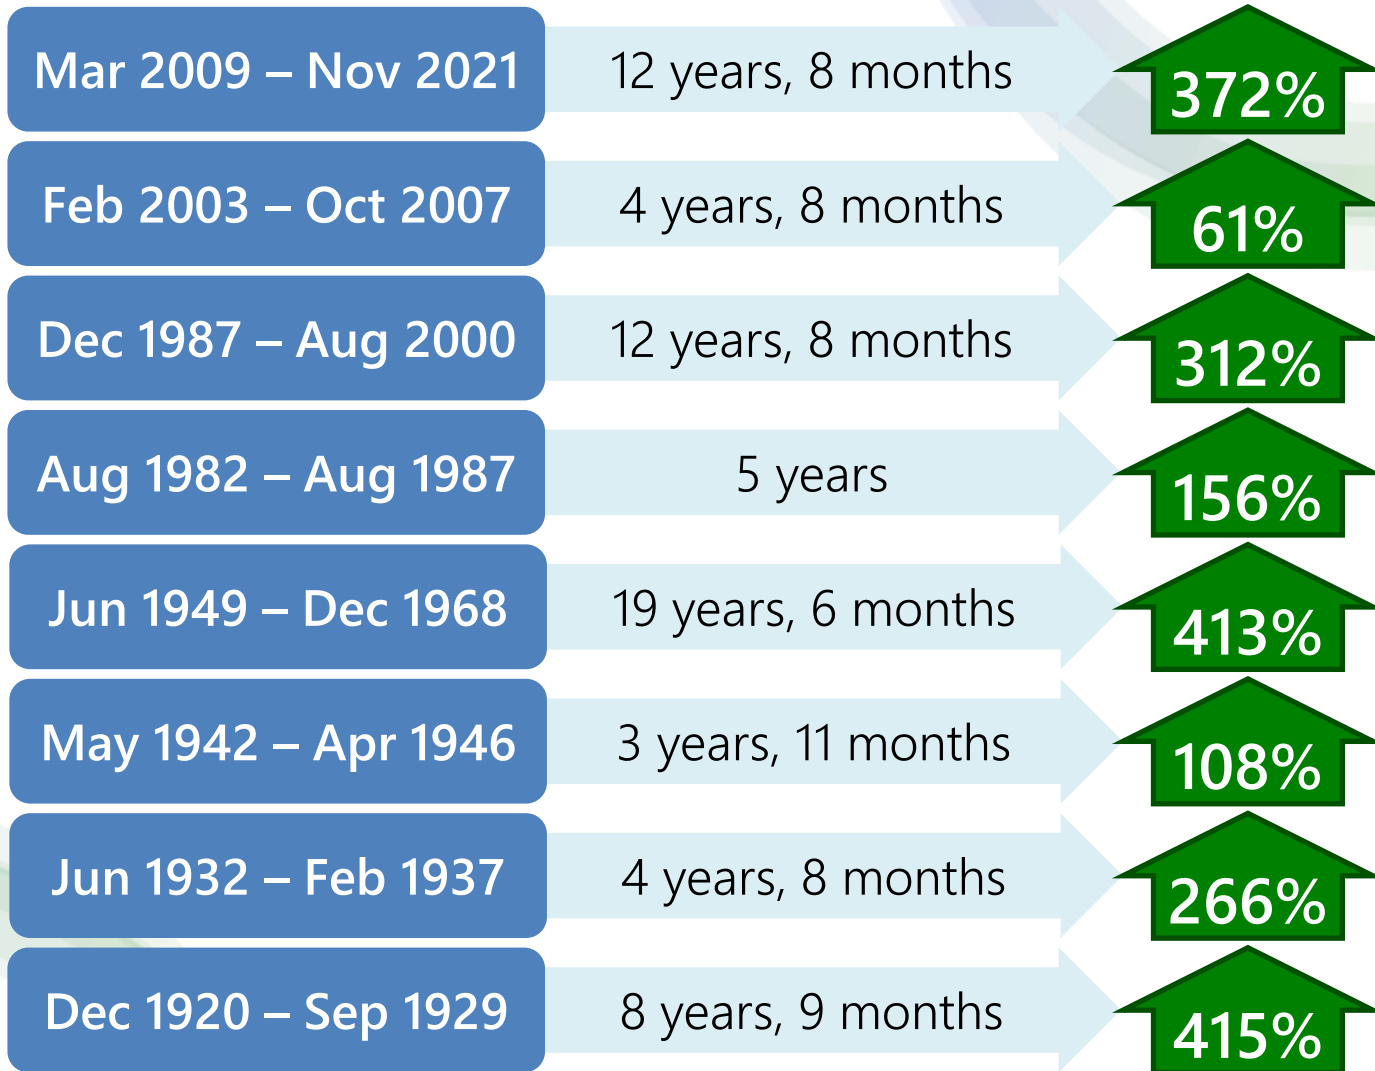 Mar 2009 – Nov 2021 12 years, 8 months 372%
Feb 2003 – Oct 2007 4 years, 8 months 61%
Dec 1987 – Aug 2000 12 years, 8 months 312%
Aug 1982 – Aug 1987 5 years 156%
Jun 1949 – Dec 1968 19 years, 6 months 413%
May 1942 – Apr 1946 3 years, 11 months 108%
Jun 1932 – Feb 1937 4 years, 8 months 266%
Dec 1920 – Sep 1929 8 years, 9 months 415%